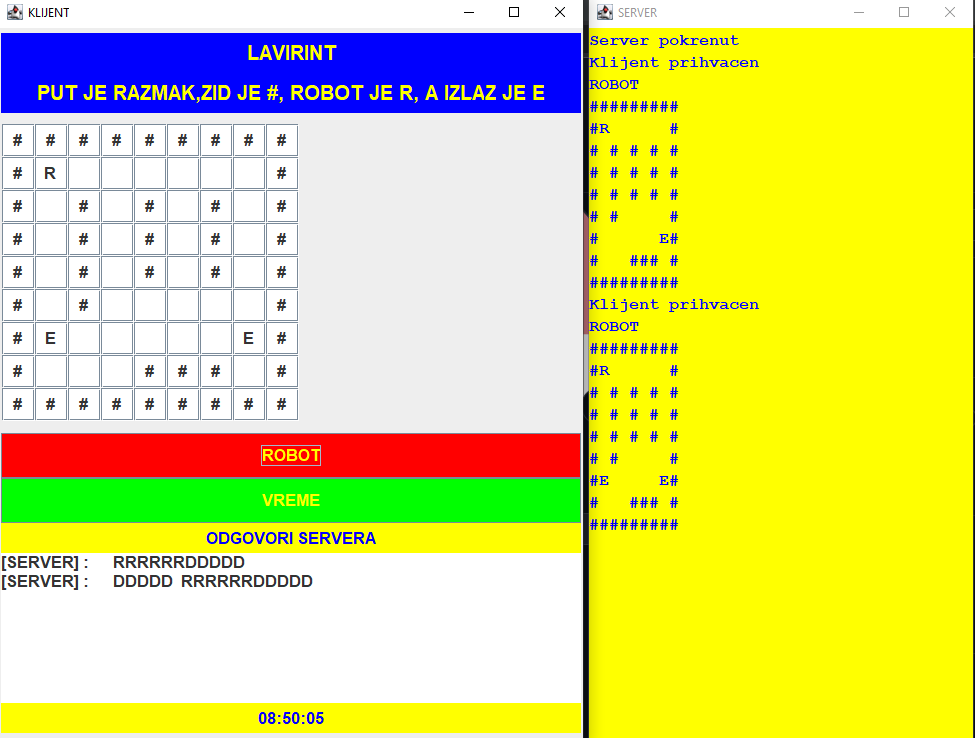 KLIJENT
LAVIRINT
PUT JE RAZMAK,ZID JE #, ROBOT JE R, A IZLAZ JE E
# # # # # # # # #
# R             #
#   #   #   #   #
#   #   #   #   #
#   #   #   #   #
#   #           #
# E           E #
#       # # #   #
# # # # # # # # #
ROBOT
VREME
ODGOVORI SERVERA
[SERVER] : RRRRRRDDDDD
[SERVER] : DDDDD RRRRRRDDDDD
08:50:05
SERVER
Server pokrenut
Klijent prihvacen
ROBOT
#########
#R      #
# # # # #
# # # # #
# # # # #
# #     #
#      E#
#   ### #
#########
Klijent prihvacen
ROBOT
#########
#R      #
# # # # #
# # # # #
# # # # #
# #     #
#E     E#
#   ### #
#########